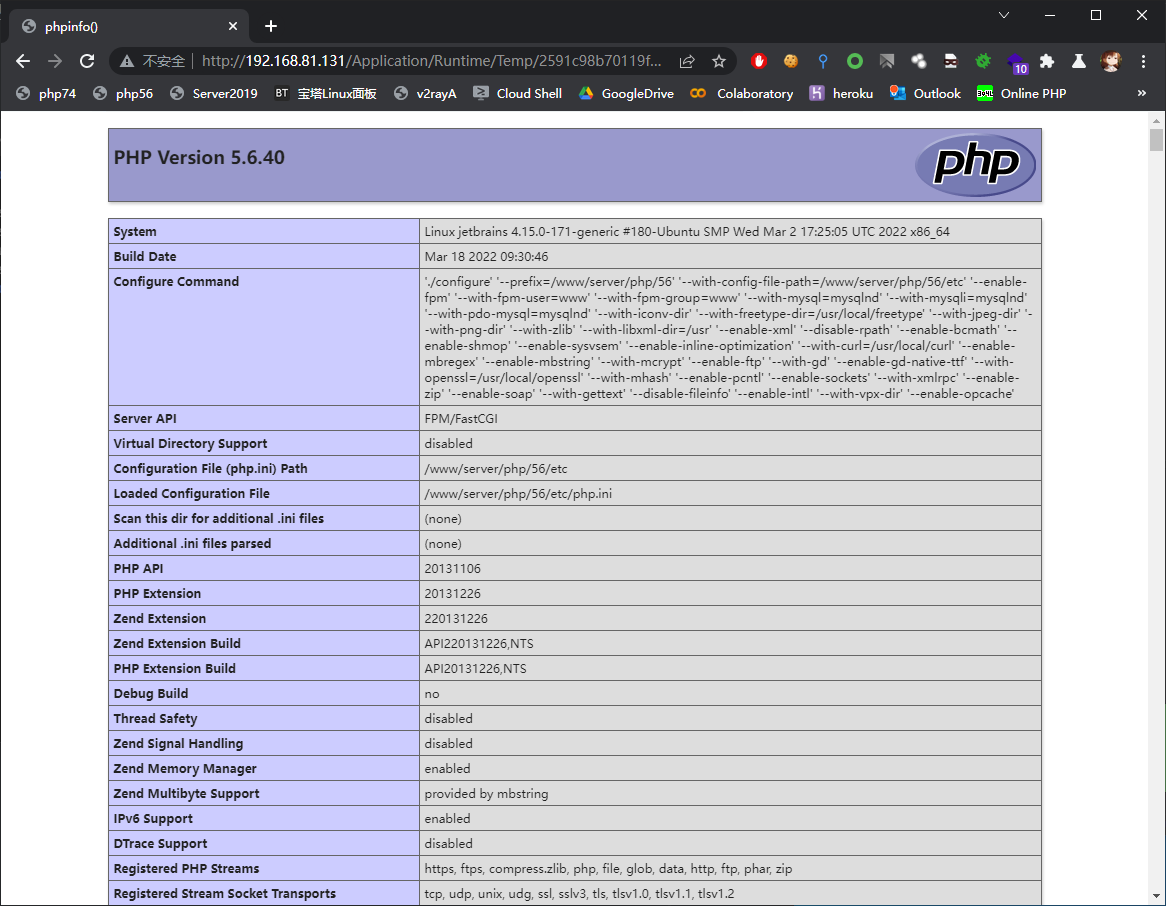 phpinfo()
不安全 | http://192.168.81.131/Application/Runtime/Temp/2591c98b70119f...
10
php74 php56 Server2019 BT 宝塔Linux面板 v2rayA Cloud Shell GoogleDrive Colaboratory heroku Outlook Online PHP »
PHP Version 5.6.40
php
System Linux jetbrains 4.15.0-171-generic #180-Ubuntu SMP Wed Mar 2 17:25:05 UTC 2022 x86_64
Build Date Mar 18 2022 09:30:46
Configure Command './configure' '--prefix=/www/server/php/56' '--with-config-file-path=/www/server/php/56/etc' '--enable-
fpm' '--with-fpm-user=www' '--with-fpm-group=www' '--with-mysql=mysqlnd' '--with-mysqli=mysqlnd'
'--with-pdo-mysql=mysqlnd' '--with-iconv-dir' '--with-freetype-dir=/usr/local/freetype' '--with-jpeg-dir' '-
-with-png-dir' '--with-zlib' '--with-libxml-dir=/usr' '--enable-xml' '--disable-rpath' '--enable-bcmath' '--
enable-shmop' '--enable-sysvsem' '--enable-inline-optimization' '--with-curl=/usr/local/curl' '--enable-
mbregex' '--enable-mbstring' '--with-mcrypt' '--enable-ftp' '--with-gd' '--enable-gd-native-ttf' '--with-
openssl=/usr/local/openssl' '--with-mhash' '--enable-pcntl' '--enable-sockets' '--with-xmlrpc' '--enable-
zip' '--enable-soap' '--with-gettext' '--disable-fileinfo' '--enable-intl' '--with-vpx-dir' '--enable-opcache'
Server API FPM/FastCGI
Virtual Directory Support disabled
Configuration File (php.ini) Path /www/server/php/56/etc
Loaded Configuration File /www/server/php/56/etc/php.ini
Scan this dir for additional .ini files (none)
Additional .ini files parsed (none)
PHP API 20131106
PHP Extension 20131226
Zend Extension 220131226
Zend Extension Build API220131226,NTS
PHP Extension Build API20131226,NTS
Debug Build no
Thread Safety disabled
Zend Signal Handling disabled
Zend Memory Manager enabled
Zend Multibyte Support provided by mbstring
IPv6 Support enabled
DTrace Support disabled
Registered PHP Streams https, ftps, compress.zlib, php, file, glob, data, http, ftp, phar, zip
Registered Stream Socket Transports tcp, udp, unix, udg, ssl, sslv3, tls, tlsv1.0, tlsv1.1, tlsv1.2